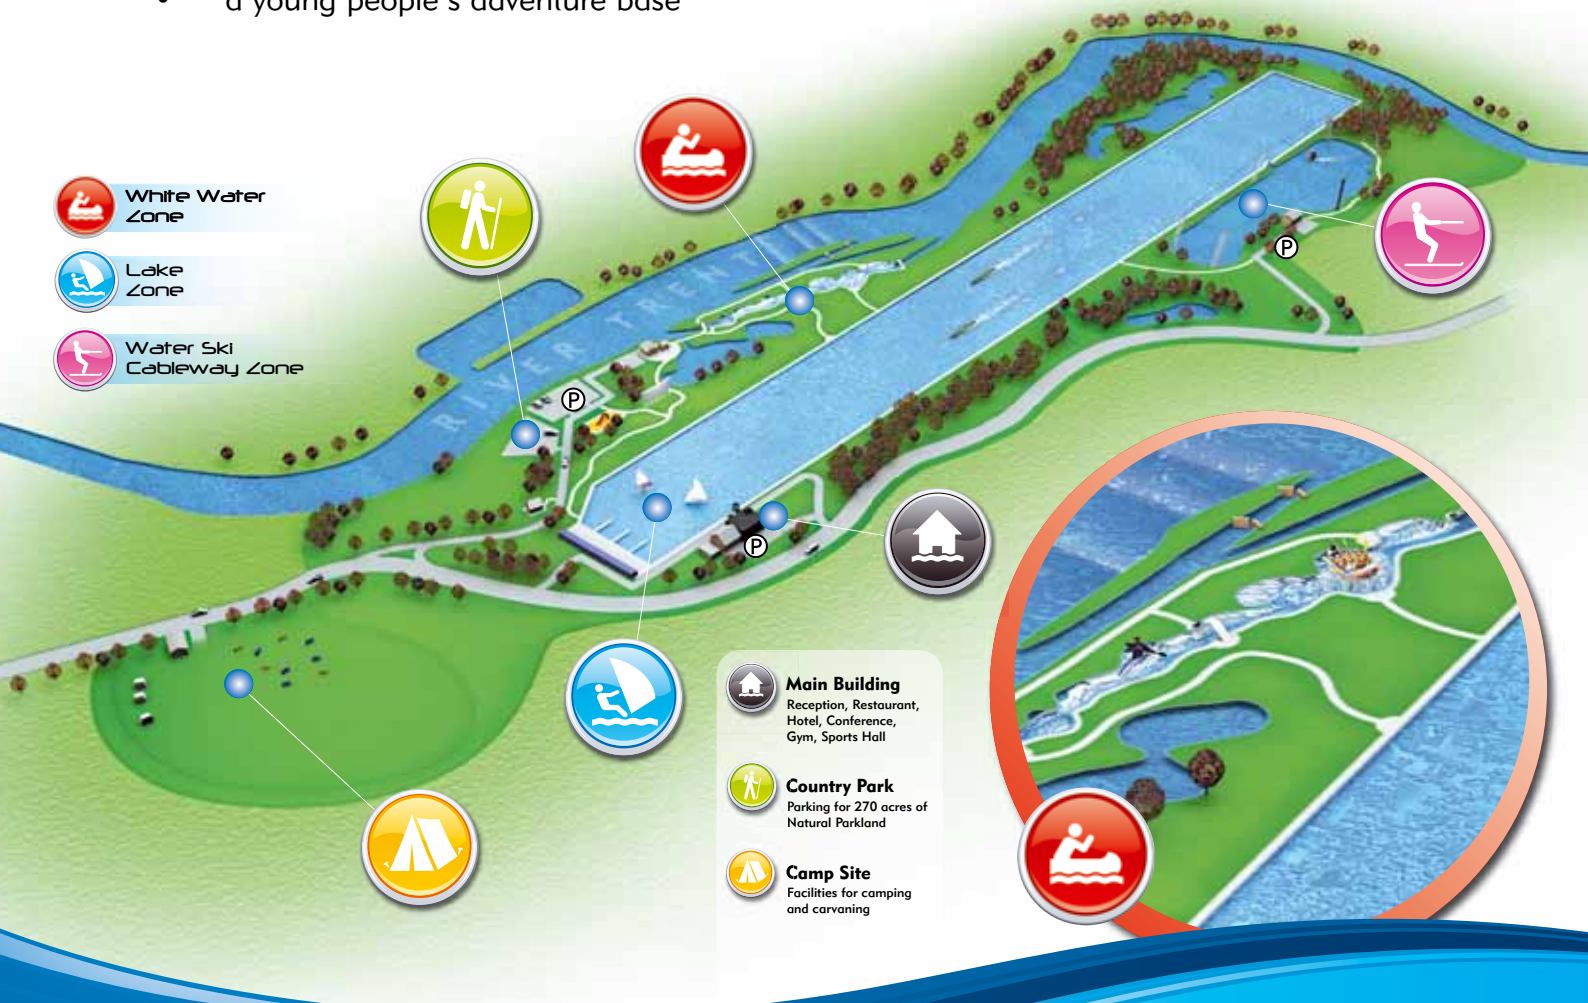 • a young people's adventure base
White Water
Zone
Lake
Zone
Water Ski
Cableway Zone
RIVER TRENT
P
P
P
Main Building
Reception, Restaurant,
Hotel, Conference,
Gym, Sports Hall
Country Park
Parking for 270 acres of
Natural Parkland
Camp Site
Facilities for camping
and carvaning